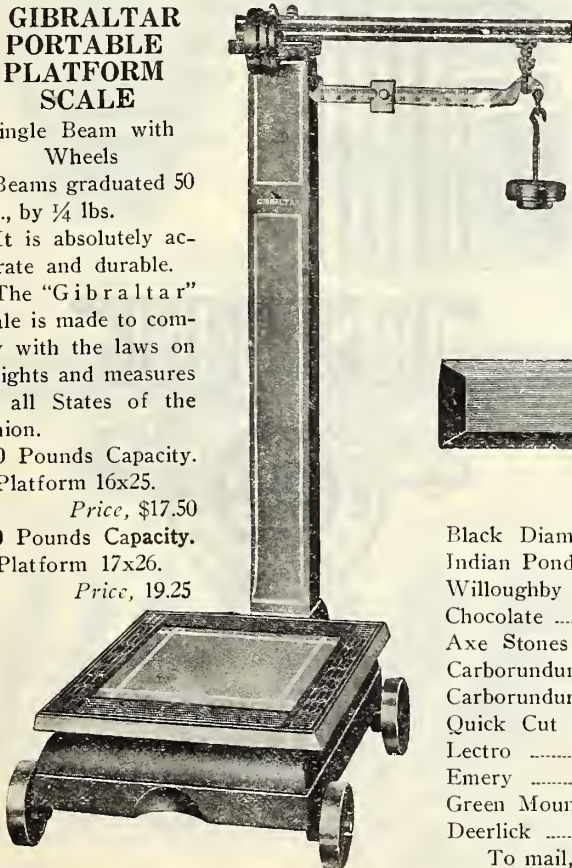 GIBRALTAR
PORTABLE
PLATFORM
SCALE
ingle Beam with
Wheels
Beams graduated 50
., by ¼ lbs.
It is absolutely ac-
rate and durable.
The "Gibraltar"
ale is made to com-
y with the laws on
ights and measures
all States of the
nion.
0 Pounds Capacity.
Platform 16x25.
Price, $17.50
0 Pounds Capacity.
Platform 17x26.
Price, 19.25
GIBRALTAR
Black Diam
Indian Pond
Willoughby
Chocolate
Axe Stones
Carborundu
Carborundu
Quick Cut
Lectro
Emery
Green Moun
Deerlick
To mail,